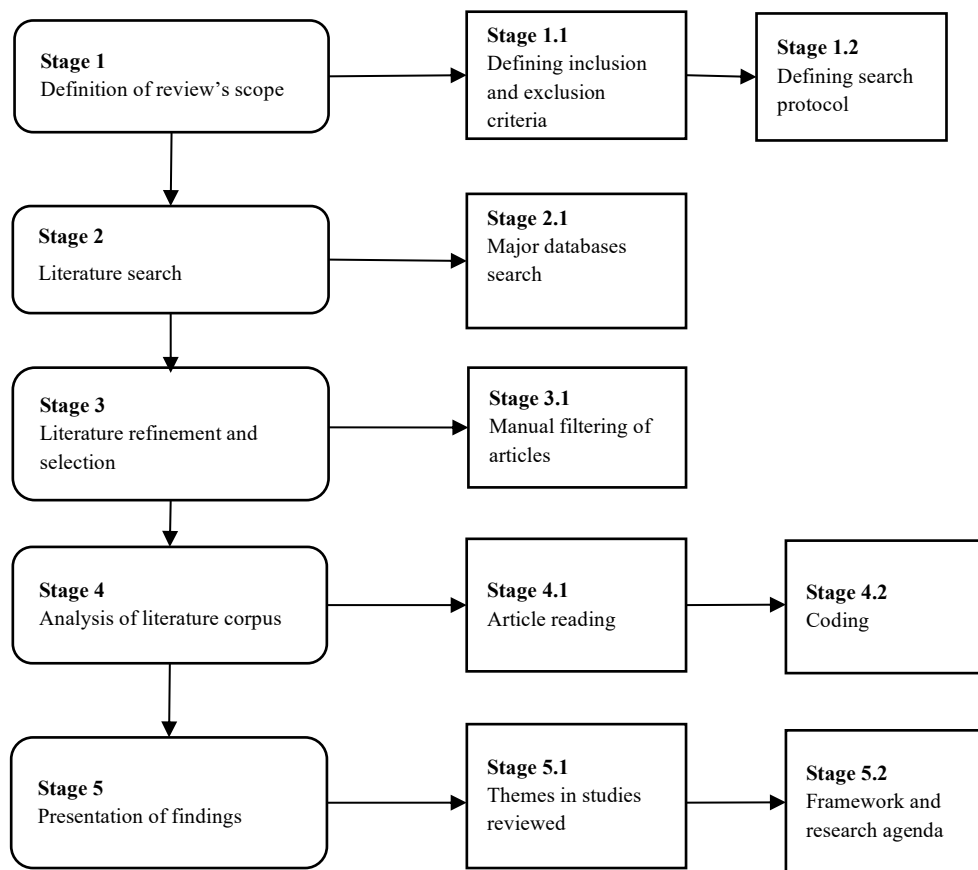 Stage 1
Definition of review’s scope
Stage 1.1
Defining inclusion
and exclusion
criteria
Stage 1.2
Defining search
protocol
Stage 2
Literature search
Stage 2.1
Major databases
search
Stage 3
Literature refinement and
selection
Stage 3.1
Manual filtering of
articles
Stage 4
Analysis of literature corpus
Stage 4.1
Article reading
Stage 4.2
Coding
Stage 5
Presentation of findings
Stage 5.1
Themes in studies
reviewed
Stage 5.2
Framework and
research agenda